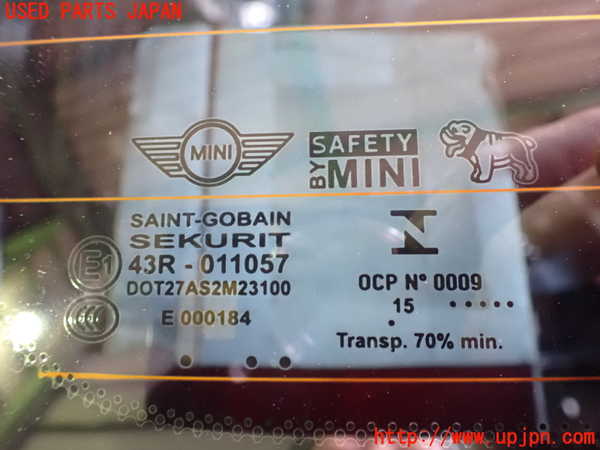 USED PARTS JAPAN
MINI
SAFETY
BY MINI
SAINT-GOBAIN
SEKURIT
E1
43R - 011057
DOT27AS2M23100
CCC
E 000184
OCP N° 0009
15
Transp. 70% min.
http://www.upjpn.com/